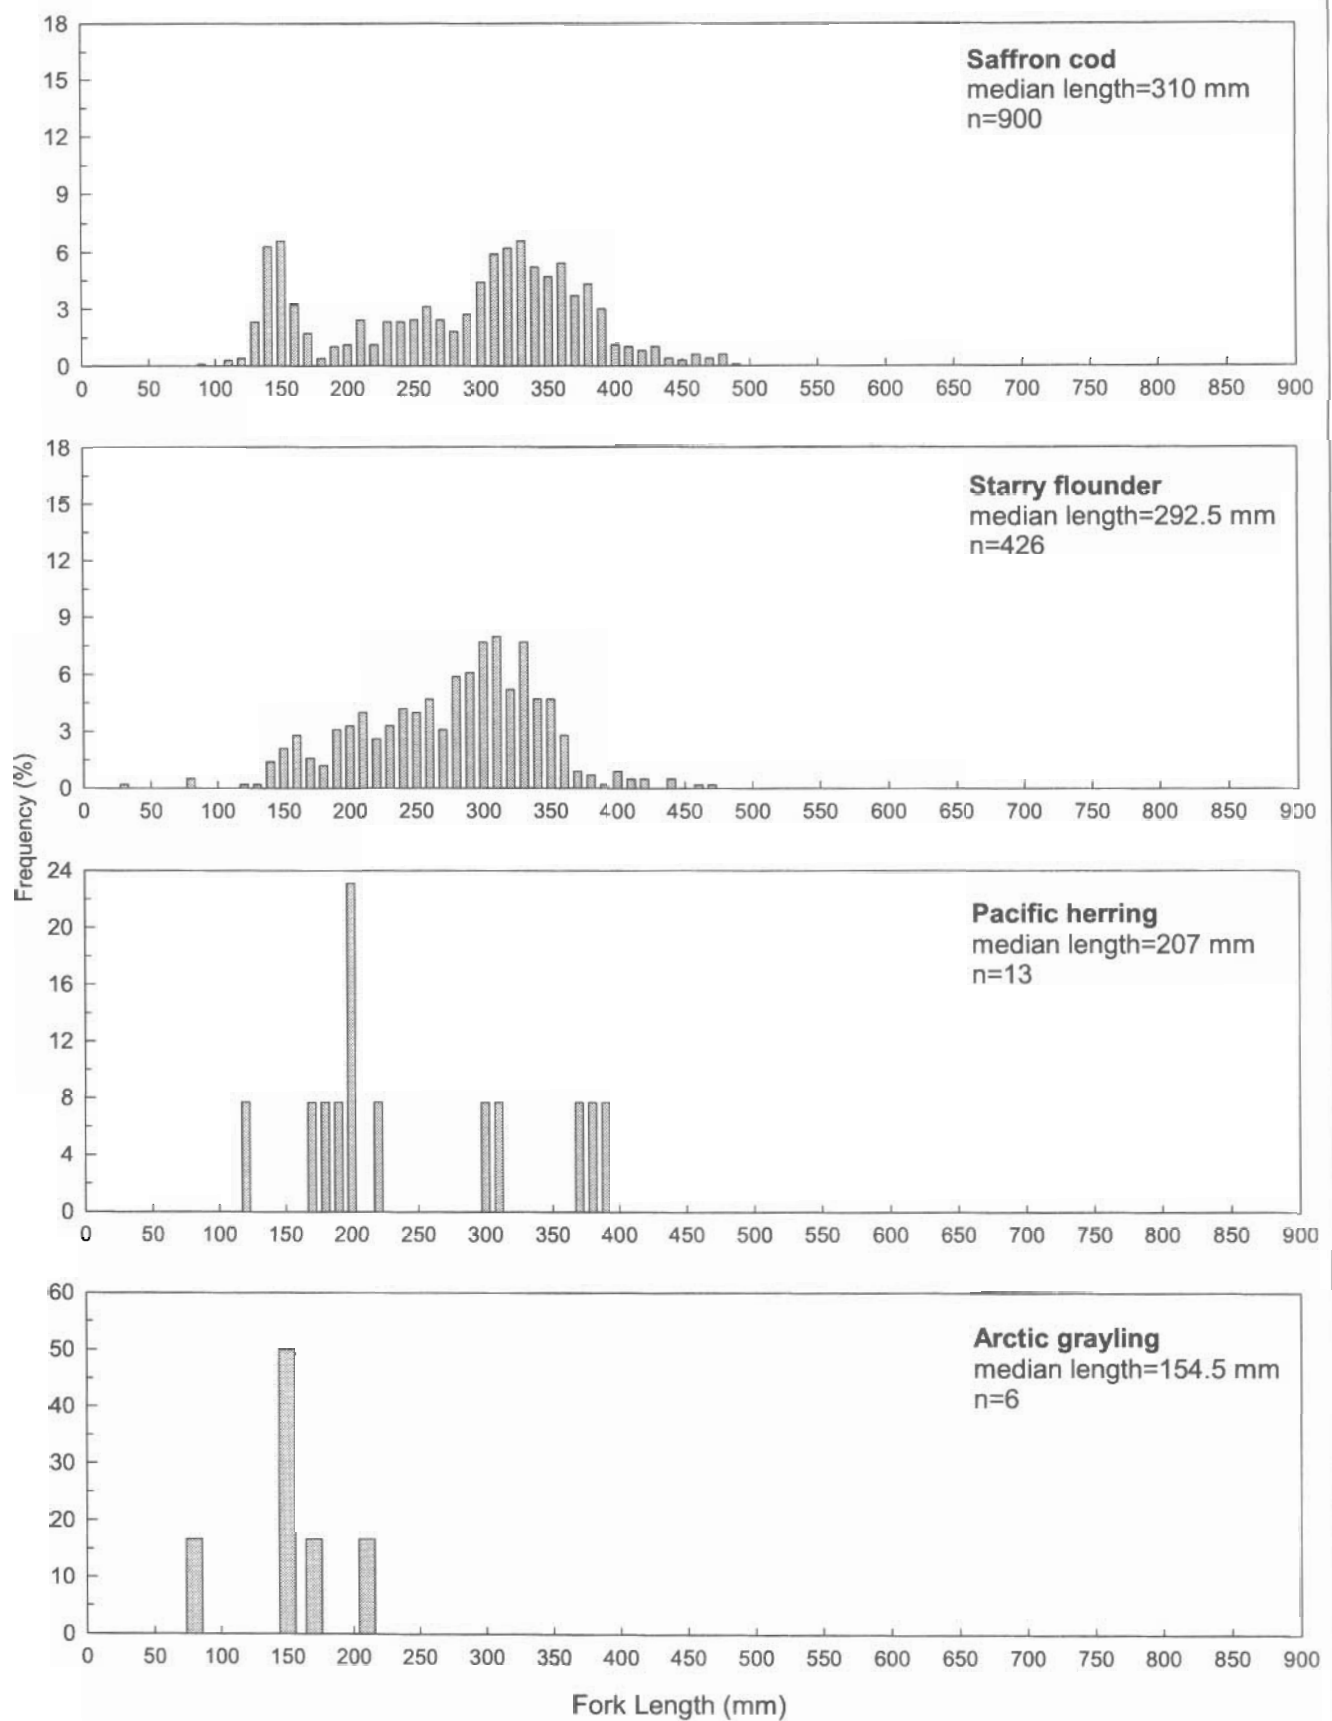 18
15
12
9
6
3
0
Saffron cod
median length=310 mm
n=900
0 50 100 150 200 250 300 350 400 450 500 550 600 650 700 750 800 850 900
18
15
12
9
6
3
0
Starry flounder
median length=292.5 mm
n=426
0 50 100 150 200 250 300 350 400 450 500 550 600 650 700 750 800 850 900
Frequency (%)
24
20
16
12
8
4
0
Pacific herring
median length=207 mm
n=13
0 50 100 150 200 250 300 350 400 450 500 550 600 650 700 750 800 850 900
60
50
40
30
20
10
0
Arctic grayling
median length=154.5 mm
n=6
0 50 100 150 200 250 300 350 400 450 500 550 600 650 700 750 800 850 900
Fork Length (mm)